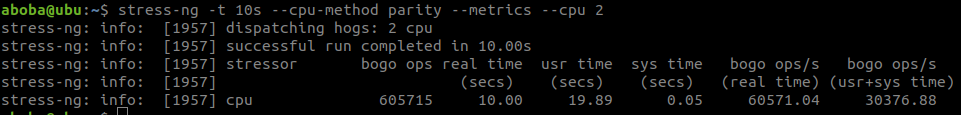 aboba@ubu:~$ stress-ng -t 10s --cpu-method parity --metrics --cpu 2
stress-ng: info:  [1957] dispatching hogs: 2 cpu
stress-ng: info:  [1957] successful run completed in 10.00s
stress-ng: info:  [1957] stressor       bogo ops real time  usr time  sys time   bogo ops/s   bogo ops/s
stress-ng: info:  [1957]                           (secs)    (secs)    (secs)   (real time) (usr+sys time)
stress-ng: info:  [1957] cpu              605715     10.00     19.89      0.05     60571.04     30376.88